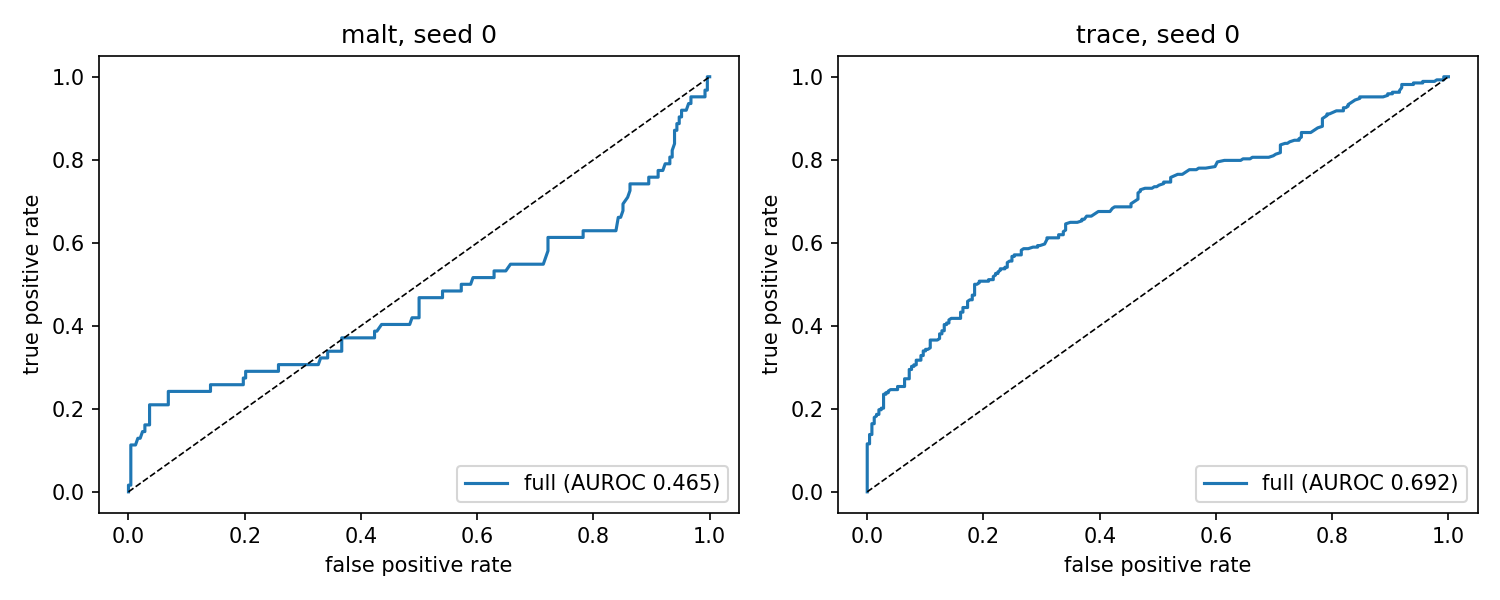 malt, seed 0
true positive rate
1.0
0.8
0.6
0.4
0.2
0.0
full (AUROC 0.465)
0.0 0.2 0.4 0.6 0.8 1.0
false positive rate
trace, seed 0
true positive rate
1.0
0.8
0.6
0.4
0.2
0.0
full (AUROC 0.692)
0.0 0.2 0.4 0.6 0.8 1.0
false positive rate